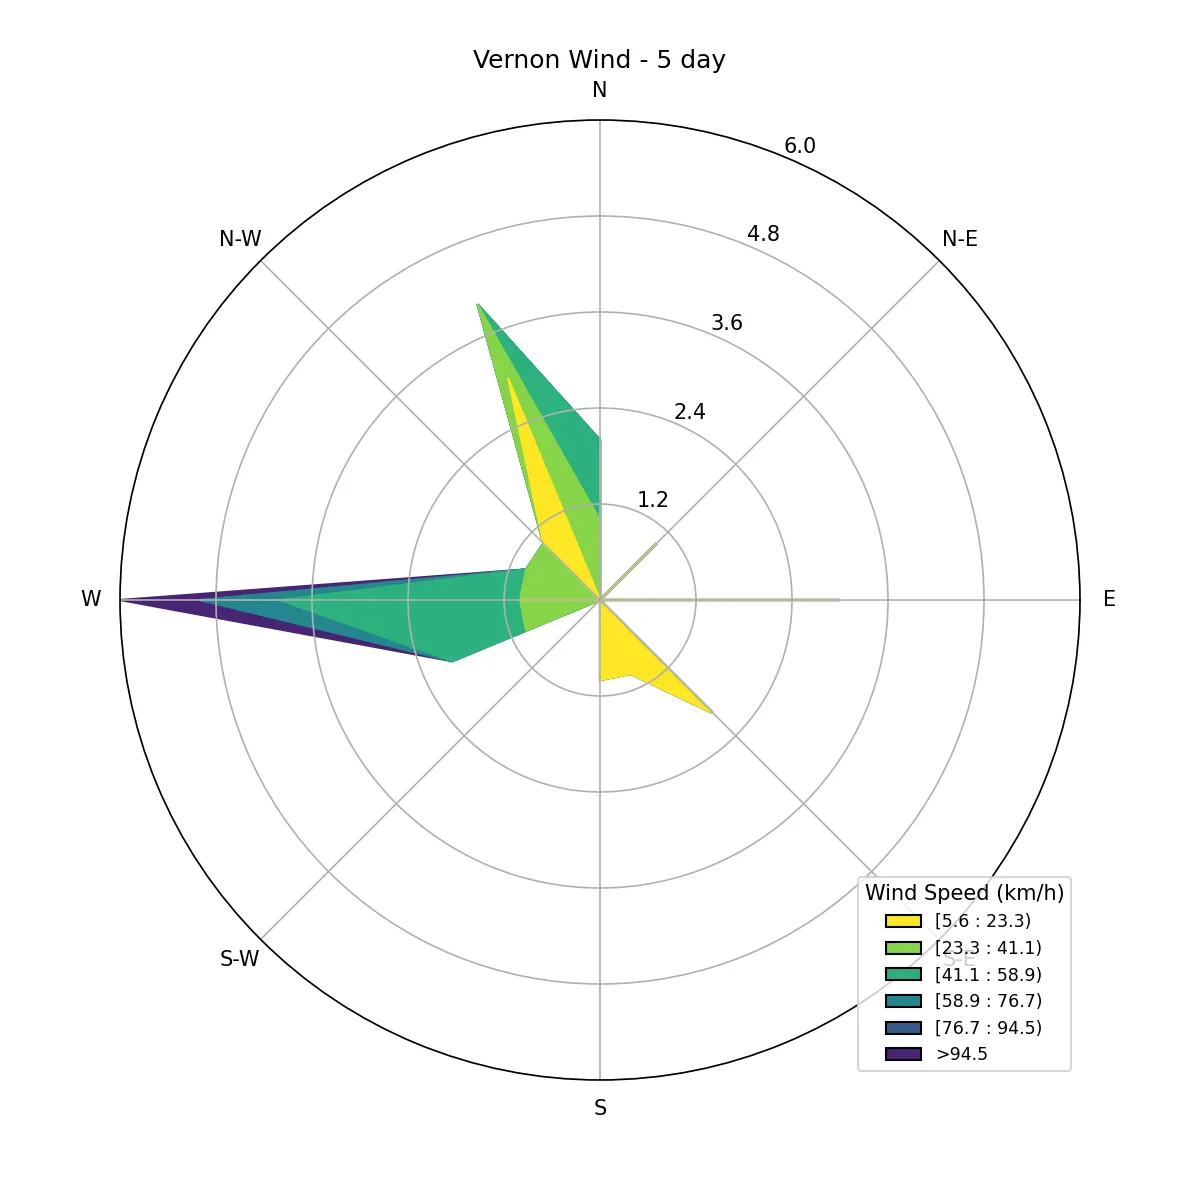 Vernon Wind - 5 day
N
6.0
N-W
N-E
4.8
3.6
2.4
1.2
W
E
Wind Speed (km/h)
[5.6 : 23.3)
[23.3 : 41.1)
S-W
S-E
[41.1 : 58.9)
[58.9 : 76.7)
[76.7 : 94.5)
>94.5
S